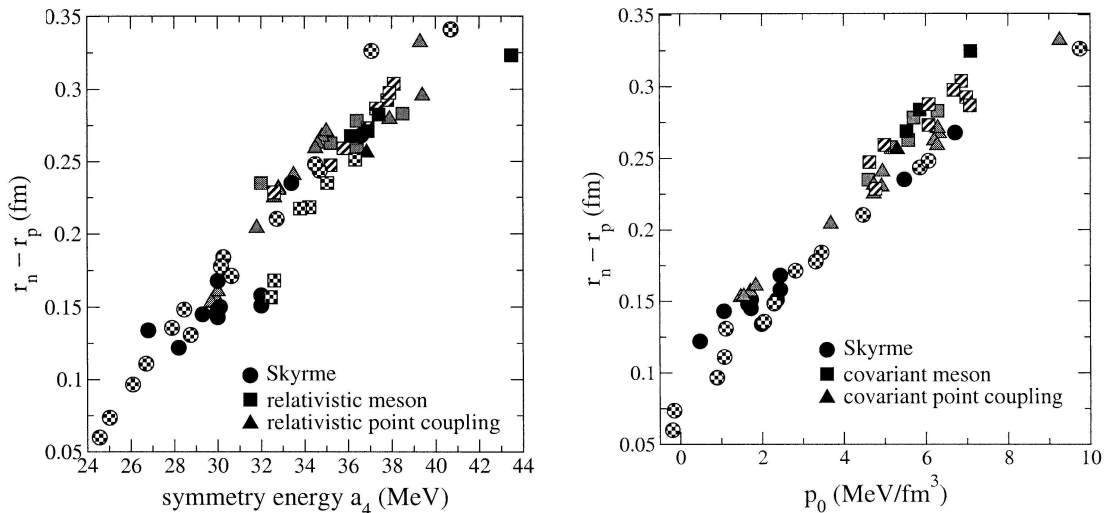 0.35
0.3
0.25
0.2
0.15
0.1
0.05
r_n − r_p (fm)
Skyrme
relativistic meson
relativistic point coupling
24 26 28 30 32 34 36 38 40 42 44
symmetry energy a_4 (MeV)
0.35
0.3
0.25
0.2
0.15
0.1
0.05
r_n − r_p (fm)
Skyrme
covariant meson
covariant point coupling
0 2 4 6 8 10
p_0 (MeV/fm^3)